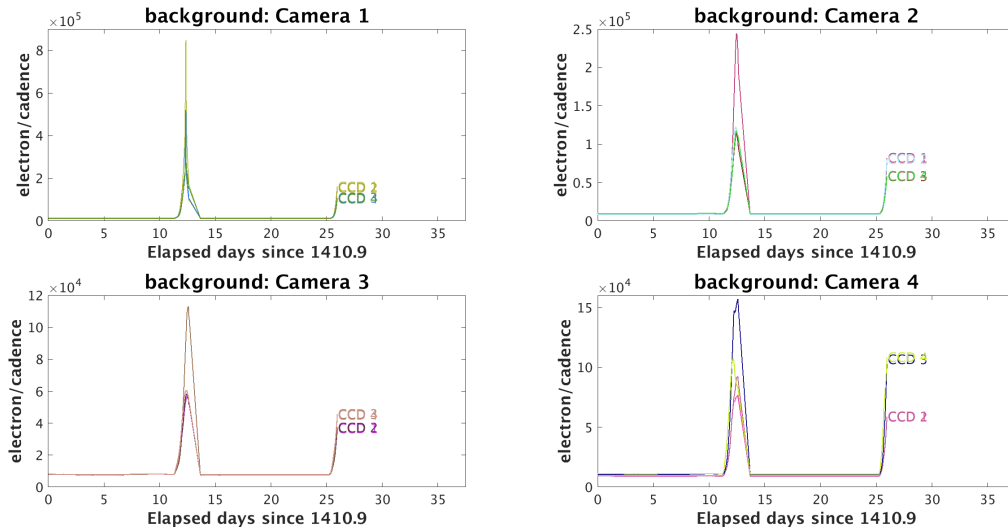 background: Camera 1
×10^5
electron/cadence
8
6
4
2
0
0 5 10 15 20 25 30 35
Elapsed days since 1410.9
background: Camera 2
×10^5
electron/cadence
2.5
2
1.5
1
0.5
0
CCD
CCD
0 5 10 15 20 25 30 35
Elapsed days since 1410.9
background: Camera 3
×10^4
electron/cadence
12
10
8
6
4
2
0
CCD
CCD
0 5 10 15 20 25 30 35
Elapsed days since 1410.9
background: Camera 4
×10^4
electron/cadence
15
10
5
0
CCD
CCD
0 5 10 15 20 25 30 35
Elapsed days since 1410.9